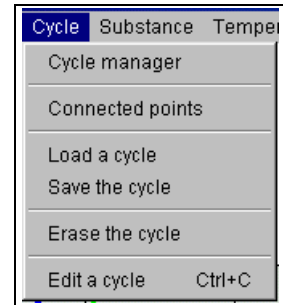 Cycle Substance Temper
Cycle manager
Connected points
Load a cycle
Save the cycle
Erase the cycle
Edit a cycle Ctrl+C